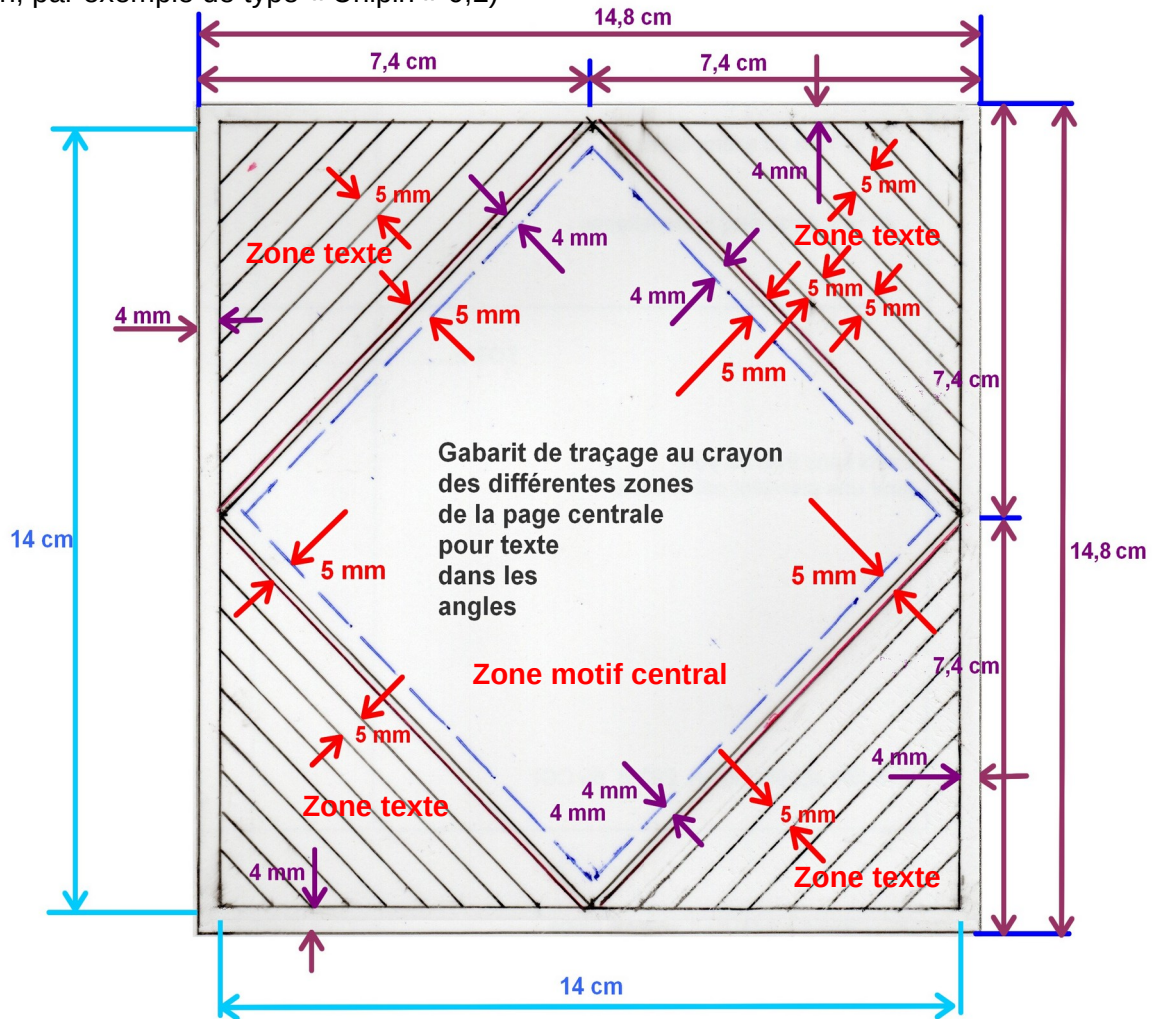 par exemple de type
14,8 cm
7,4 cm
7,4 cm
4 mm
5 mm
5 mm
Zone texte
4 mm
Zone texte
5 mm
4 mm
5 mm
4 mm
5 mm
5 mm
7,4 cm
Gabarit de traçage au crayon
des différentes zones
de la page centrale
pour texte
dans les
angles
14 cm
14,8 cm
5 mm
5 mm
7,4 cm
Zone motif central
5 mm
4 mm
4 mm
4 mm
Zone texte
5 mm
4 mm
Zone texte
14 cm